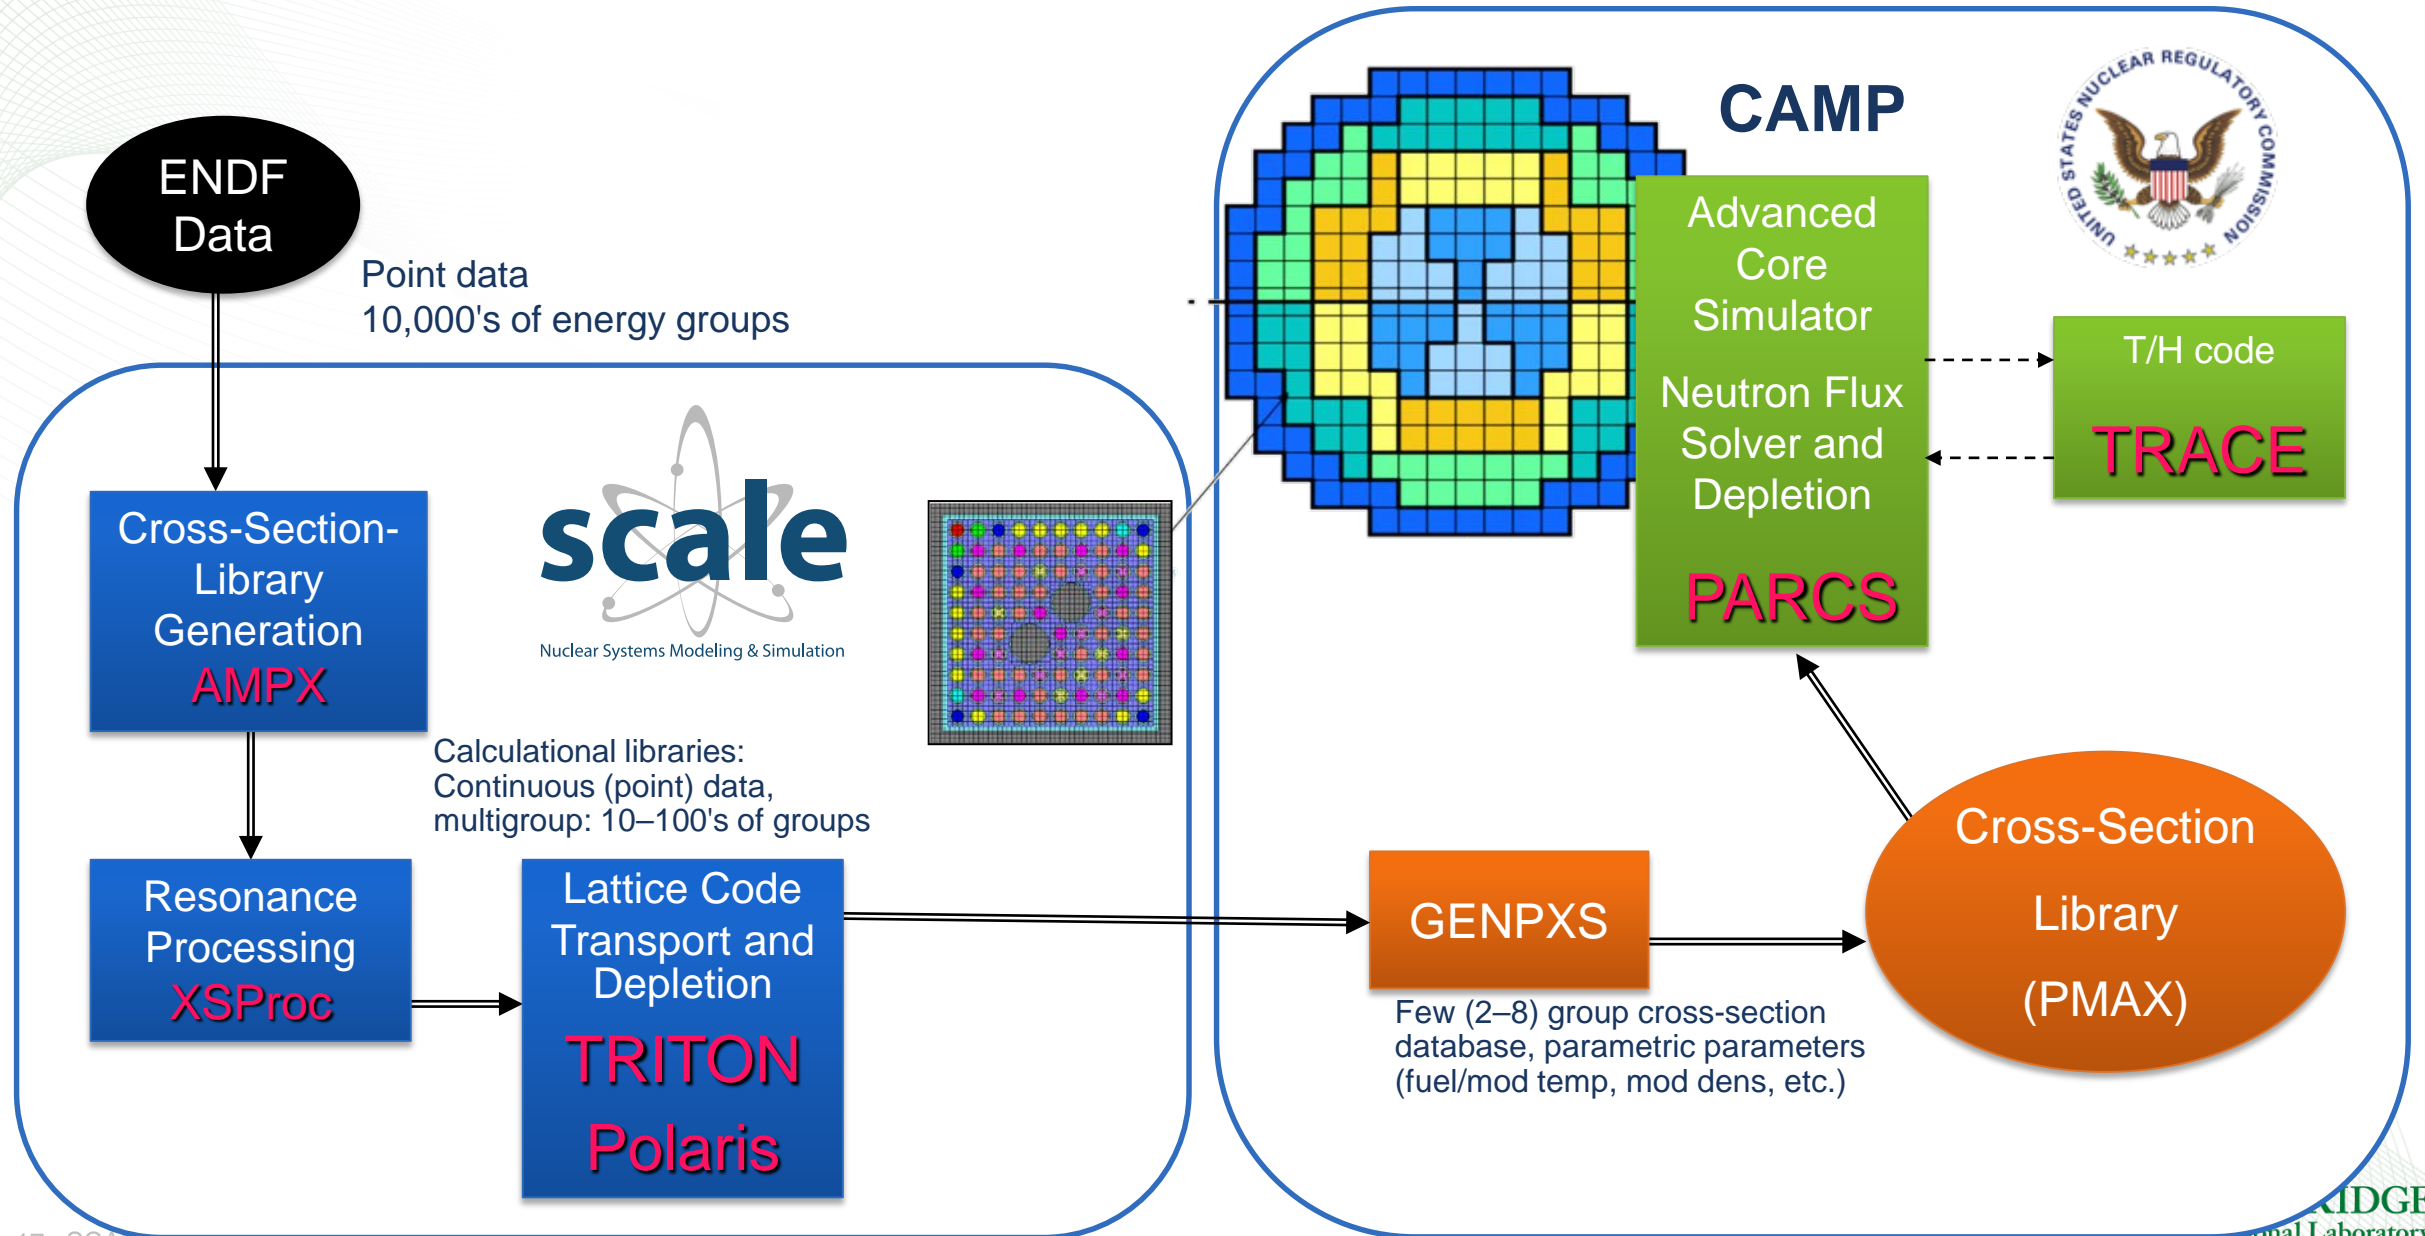 ENDF
Data
Point data
10,000's of energy groups
Cross-Section-
Library
Generation
AMPX
scale
Nuclear Systems Modeling & Simulation
Calculational libraries:
Continuous (point) data,
multigroup: 10–100's of groups
Resonance
Processing
XSProc
Lattice Code
Transport and
Depletion
TRITON
Polaris
CAMP
UNITED STATES NUCLEAR REGULATORY COMMISSION
Advanced
Core
Simulator
Neutron Flux
Solver and
Depletion
PARCS
T/H code
TRACE
GENPXS
Few (2–8) group cross-section
database, parametric parameters
(fuel/mod temp, mod dens, etc.)
Cross-Section
Library
(PMAX)
Laboratory